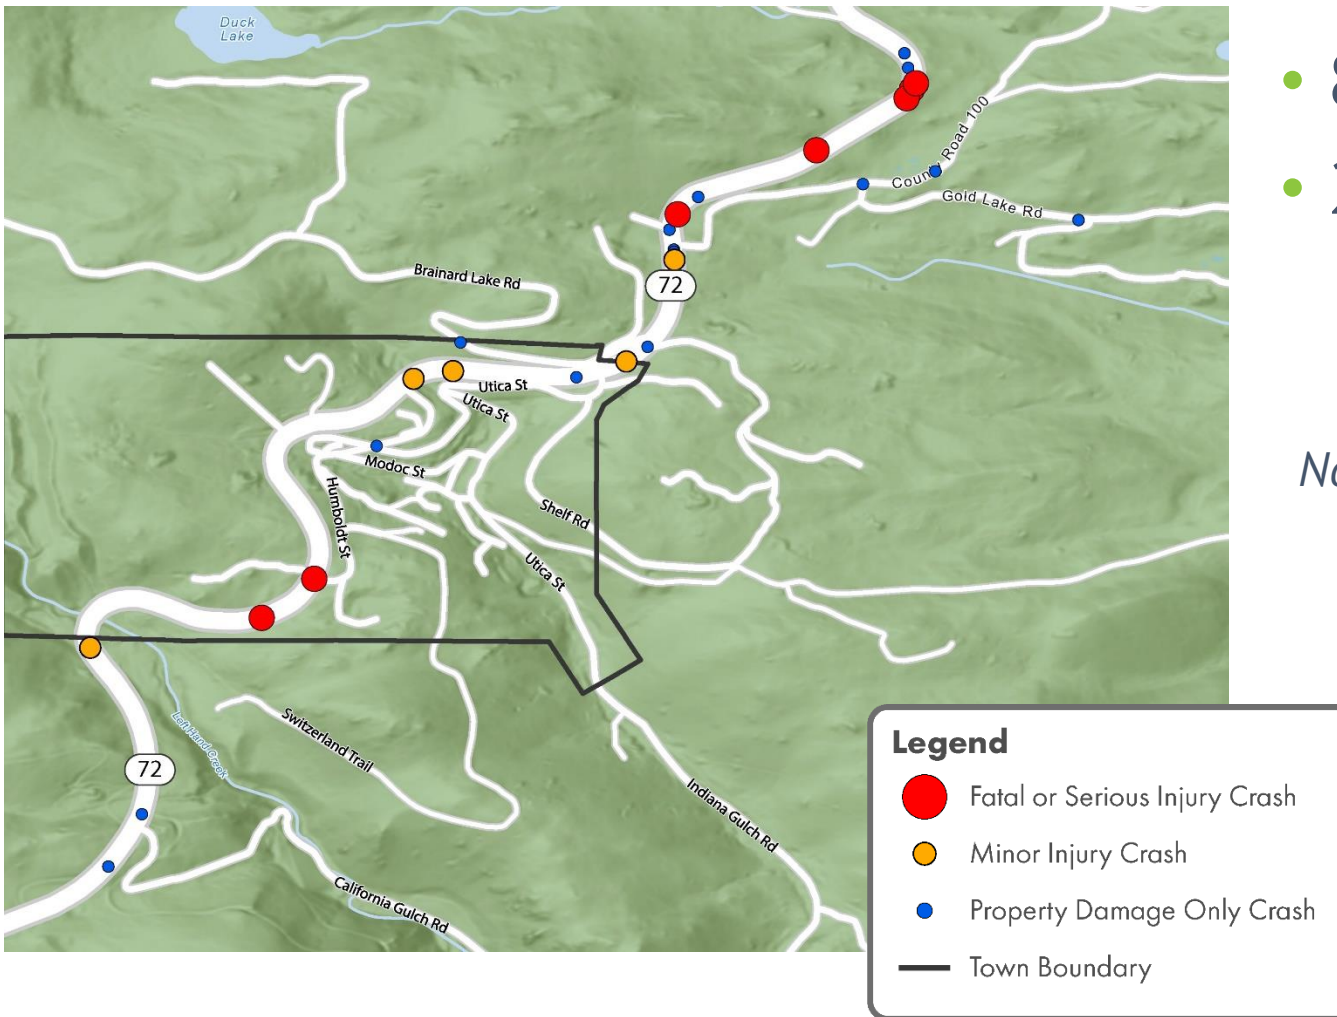 Duck
Lake
County Road 100
Gold Lake Rd
Brainard Lake Rd
72
Utica St
Utica St
Modoc St
Humboldt St
Shelf Rd
Utica St
Switzerland Trail
Left Hand Creek
72
Indiana Gulch Rd
California Gulch Rd
Legend
Fatal or Serious Injury Crash
Minor Injury Crash
Property Damage Only Crash
Town Boundary